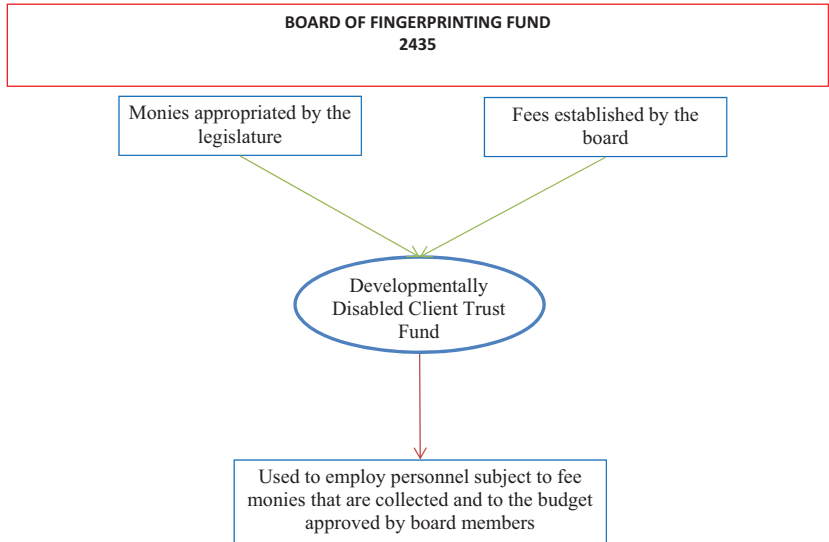 BOARD OF FINGERPRINTING FUND
2435
Monies appropriated by the
legislature
Fees established by the
board
Developmentally
Disabled Client Trust
Fund
Used to employ personnel subject to fee
monies that are collected and to the budget
approved by board members